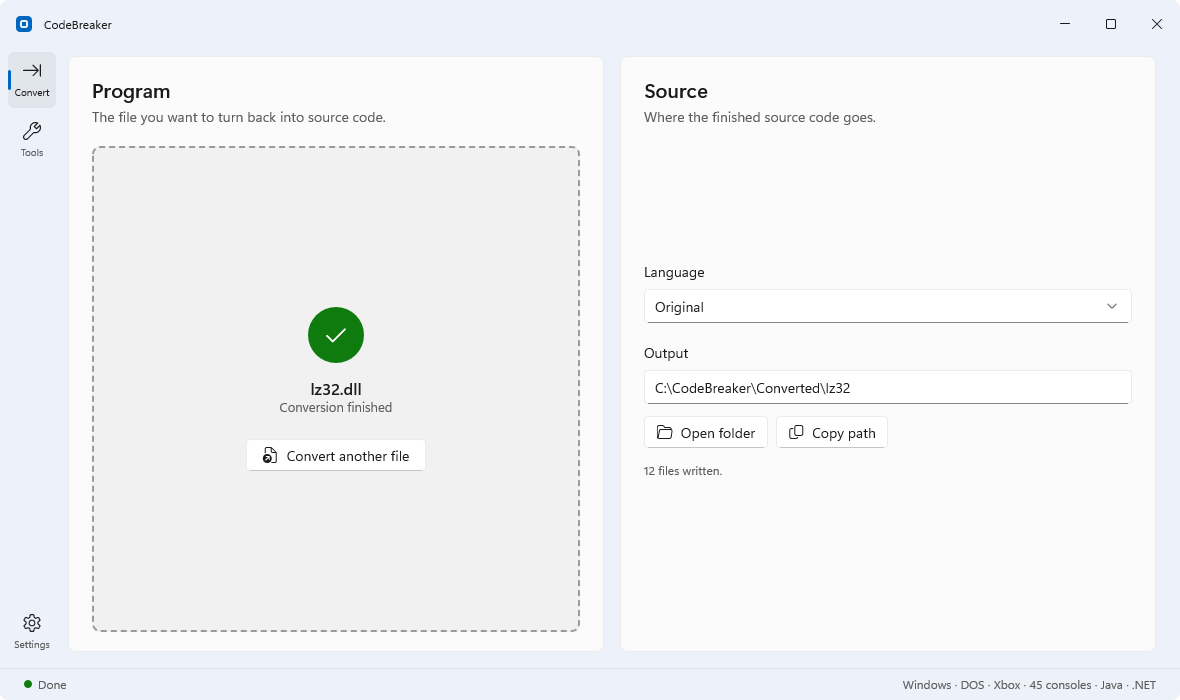 CodeBreaker
Convert
Tools
Settings
Program
The file you want to turn back into source code.
lz32.dll
Conversion finished
Convert another file
Source
Where the finished source code goes.
Language
Original
Output
C:\CodeBreaker\Converted\lz32
Open folder
Copy path
12 files written.
Done
Windows · DOS · Xbox · 45 consoles · Java · .NET